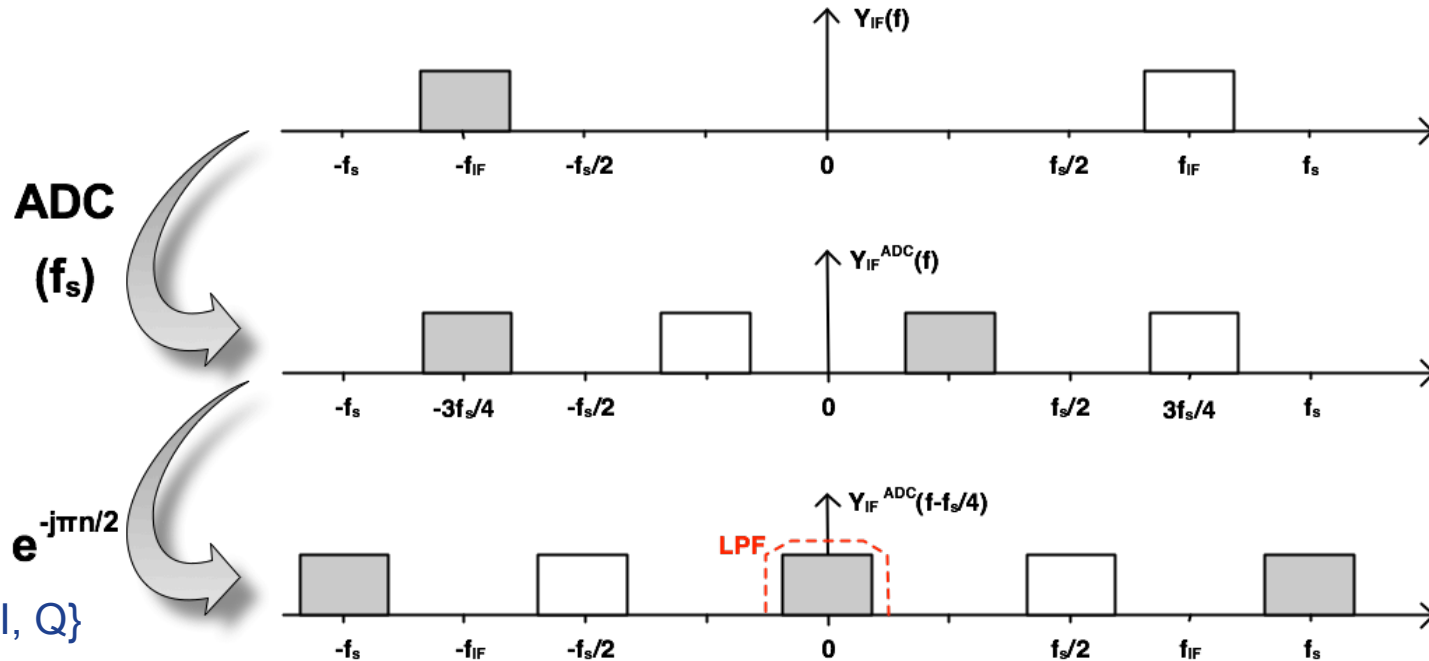 Y_IF(f)
-f_s -f_IF -f_s/2 0 f_s/2 f_IF f_s
ADC
(f_s)
Y_IF^ADC(f)
-f_s -3f_s/4 -f_s/2 0 f_s/2 3f_s/4 f_s
e^-jπn/2
Y_IF^ADC(f-f_s/4)
LPF
I, Q}
-f_s -f_IF -f_s/2 0 f_s/2 f_IF f_s